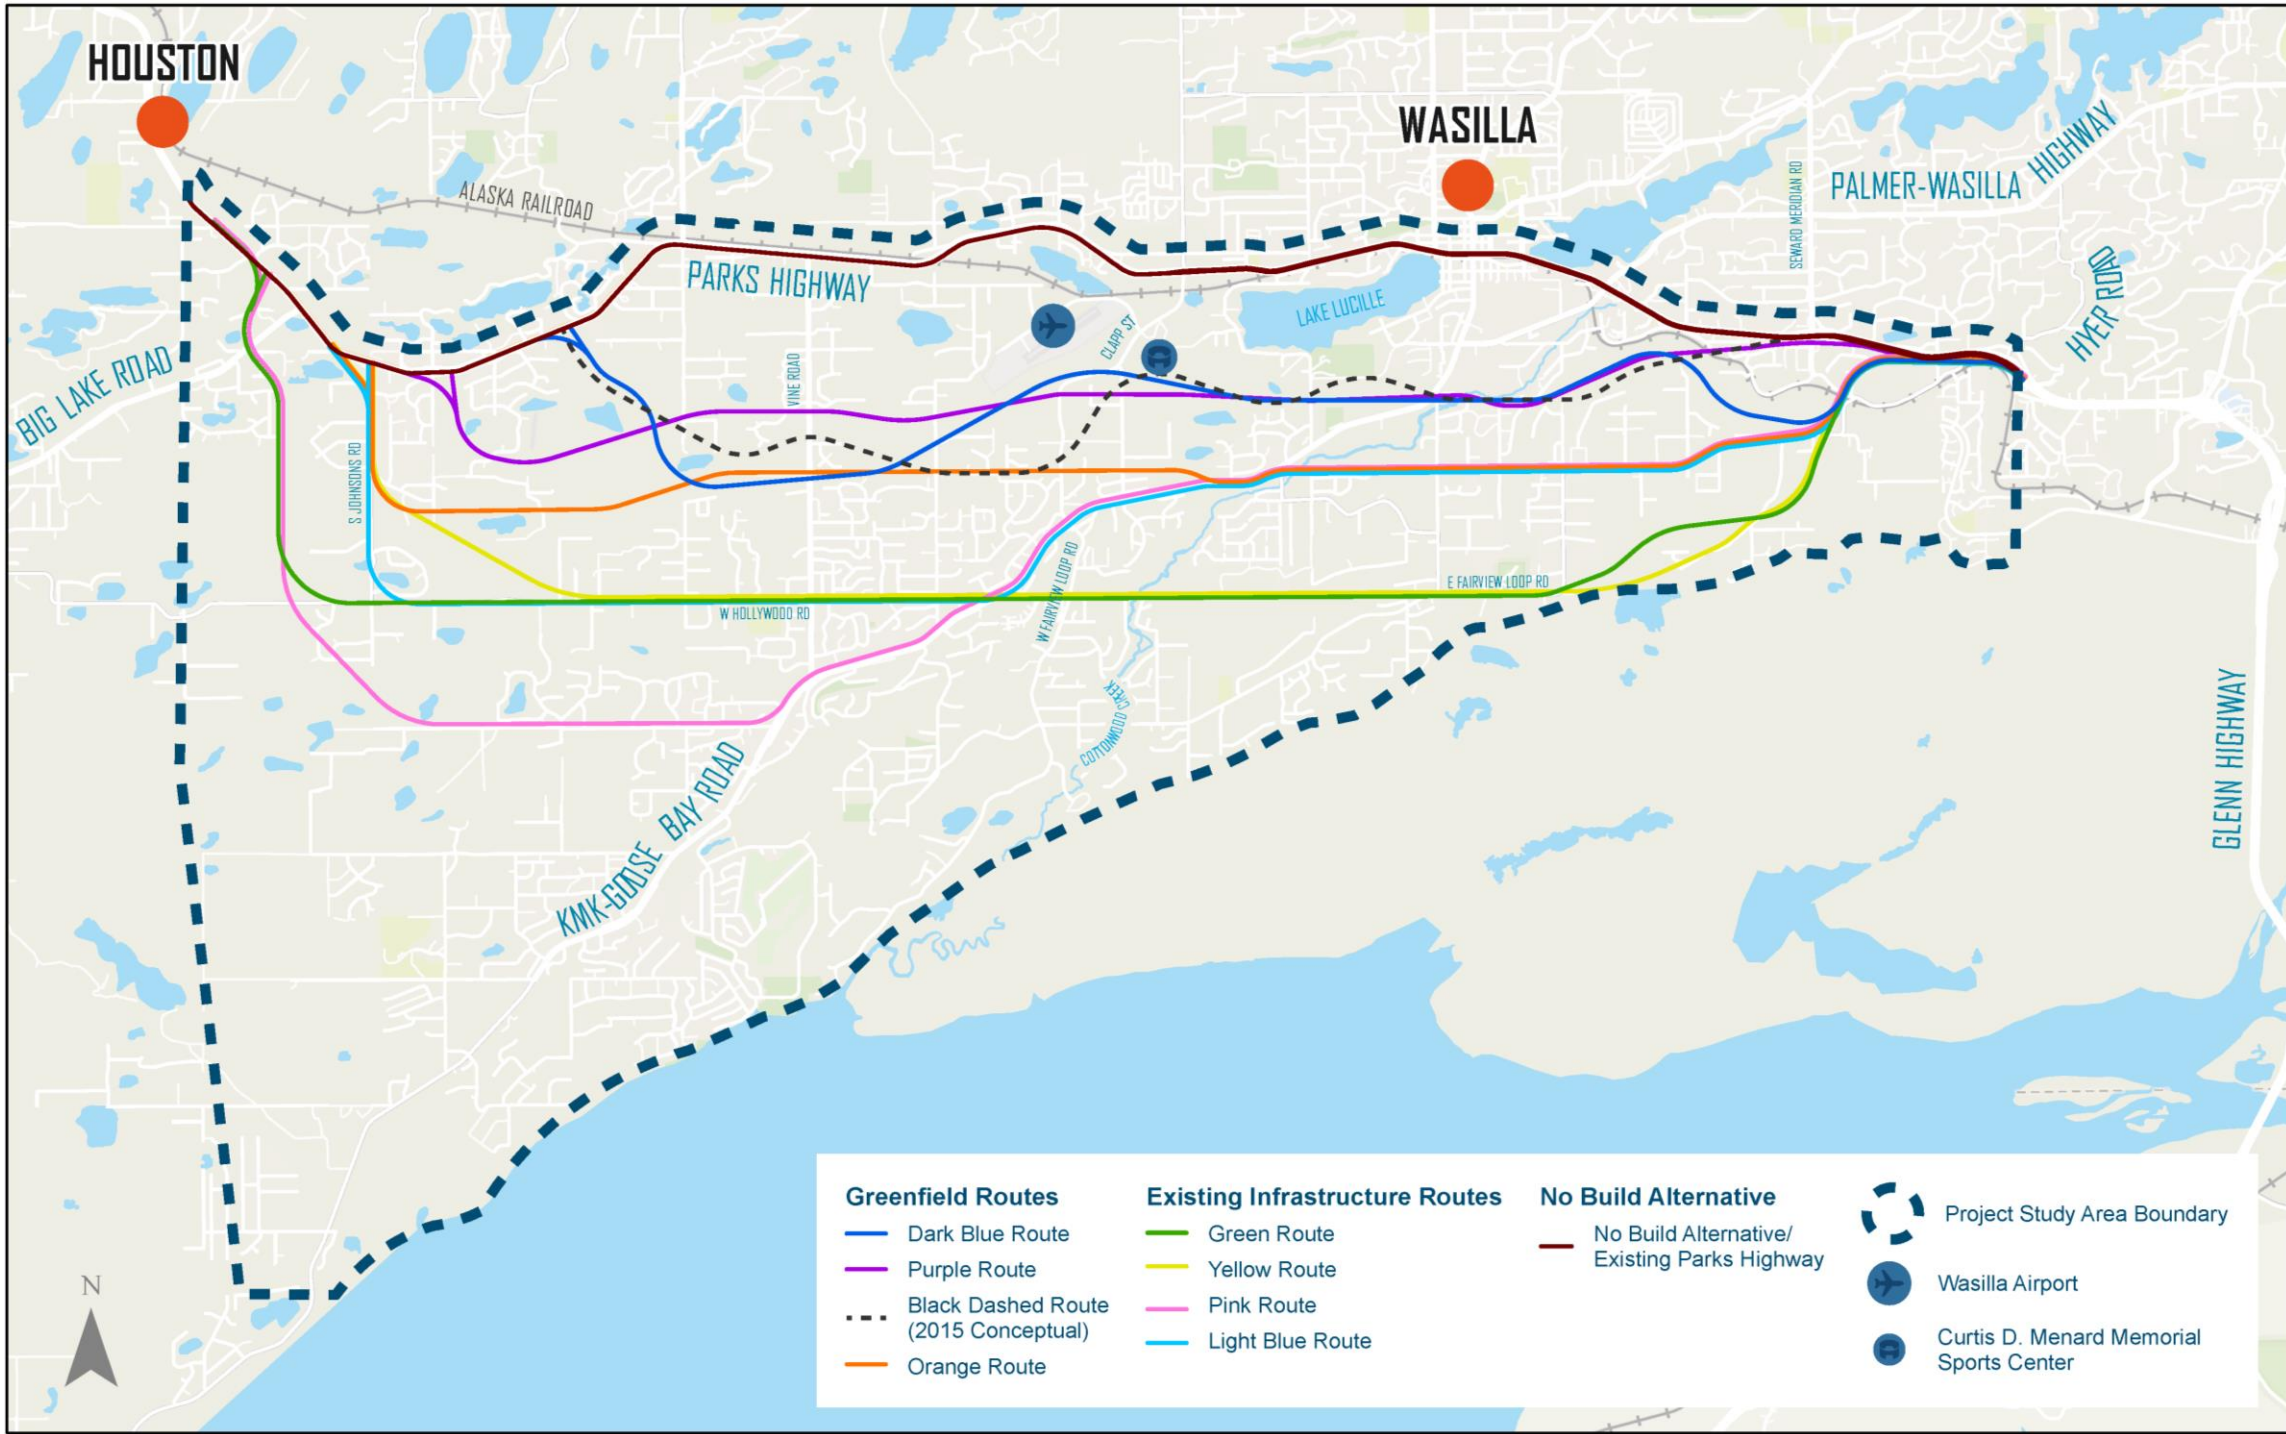 HOUSTON
WASILLA
ALASKA RAILROAD
PALMER-WASILLA HIGHWAY
SEWARD MERIDIAN RD
PARKS HIGHWAY
HYER ROAD
LAKE LUCILLE
CLAPP ST
BIG LAKE ROAD
VINE ROAD
S JOHNSONS RD
W FAIRVIEW LOOP RD
E FAIRVIEW LOOP RD
W HOLLYWOOD RD
COTTONWOOD CREEK
KMK-GOOSE BAY ROAD
GLENN HIGHWAY
N
Greenfield Routes
Dark Blue Route
Purple Route
Black Dashed Route
(2015 Conceptual)
Orange Route
Existing Infrastructure Routes
Green Route
Yellow Route
Pink Route
Light Blue Route
No Build Alternative
No Build Alternative/
Existing Parks Highway
Project Study Area Boundary
Wasilla Airport
Curtis D. Menard Memorial
Sports Center